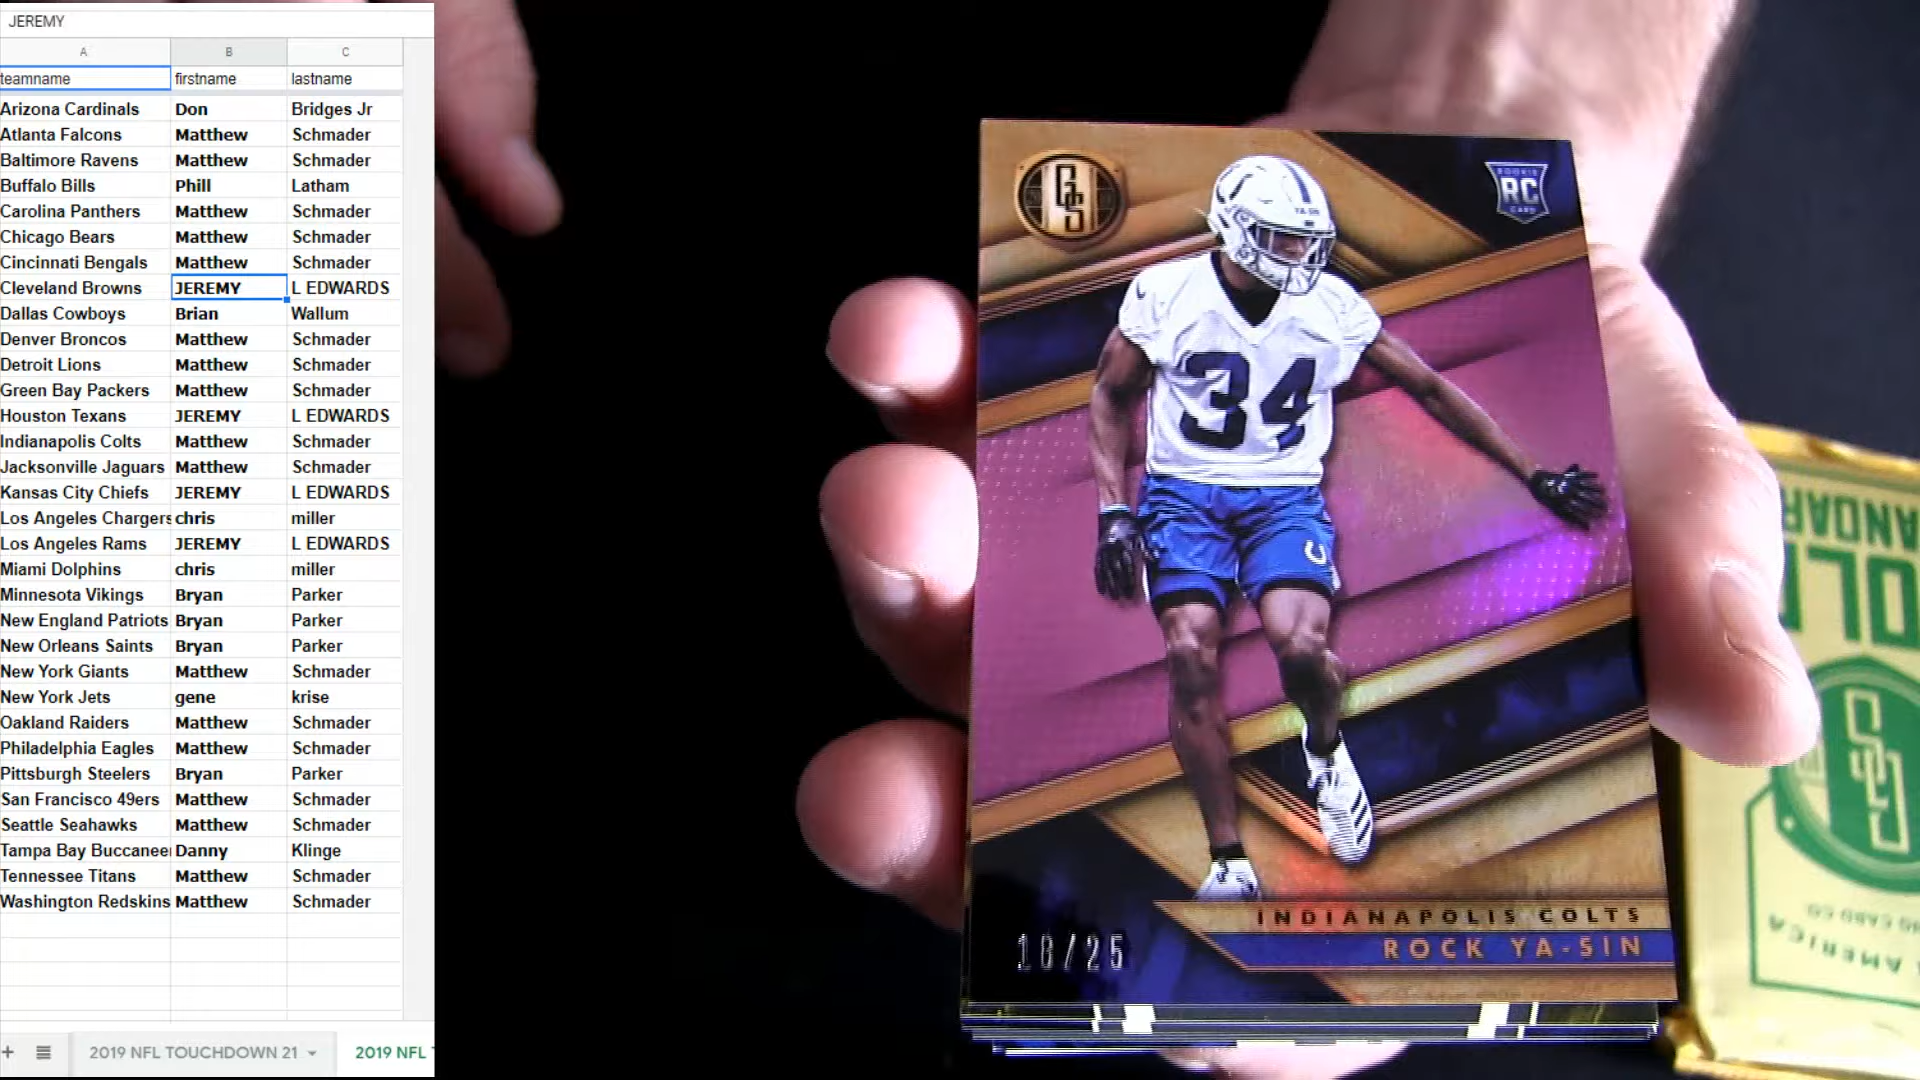 JEREMY
A B C
teamname firstname lastname
Arizona Cardinals Don Bridges Jr
Atlanta Falcons Matthew Schmader
Baltimore Ravens Matthew Schmader
Buffalo Bills Phill Latham
Carolina Panthers Matthew Schmader
Chicago Bears Matthew Schmader
Cincinnati Bengals Matthew Schmader
Cleveland Browns JEREMY L EDWARDS
Dallas Cowboys Brian Wallum
Denver Broncos Matthew Schmader
Detroit Lions Matthew Schmader
Green Bay Packers Matthew Schmader
Houston Texans JEREMY L EDWARDS
Indianapolis Colts Matthew Schmader
Jacksonville Jaguars Matthew Schmader
Kansas City Chiefs JEREMY L EDWARDS
Los Angeles Chargers chris miller
Los Angeles Rams JEREMY L EDWARDS
Miami Dolphins chris miller
Minnesota Vikings Bryan Parker
New England Patriots Bryan Parker
New Orleans Saints Bryan Parker
New York Giants Matthew Schmader
New York Jets gene krise
Oakland Raiders Matthew Schmader
Philadelphia Eagles Matthew Schmader
Pittsburgh Steelers Bryan Parker
San Francisco 49ers Matthew Schmader
Seattle Seahawks Matthew Schmader
Tampa Bay Buccanee Danny Klinge
Tennessee Titans Matthew Schmader
Washington Redskins Matthew Schmader
2019 NFL TOUCHDOWN 21
2019 NFL
GS
ROOKIE
RC
CARD
YA-SIN
34
INDIANAPOLIS COLTS
ROCK YA-SIN
AMERICA